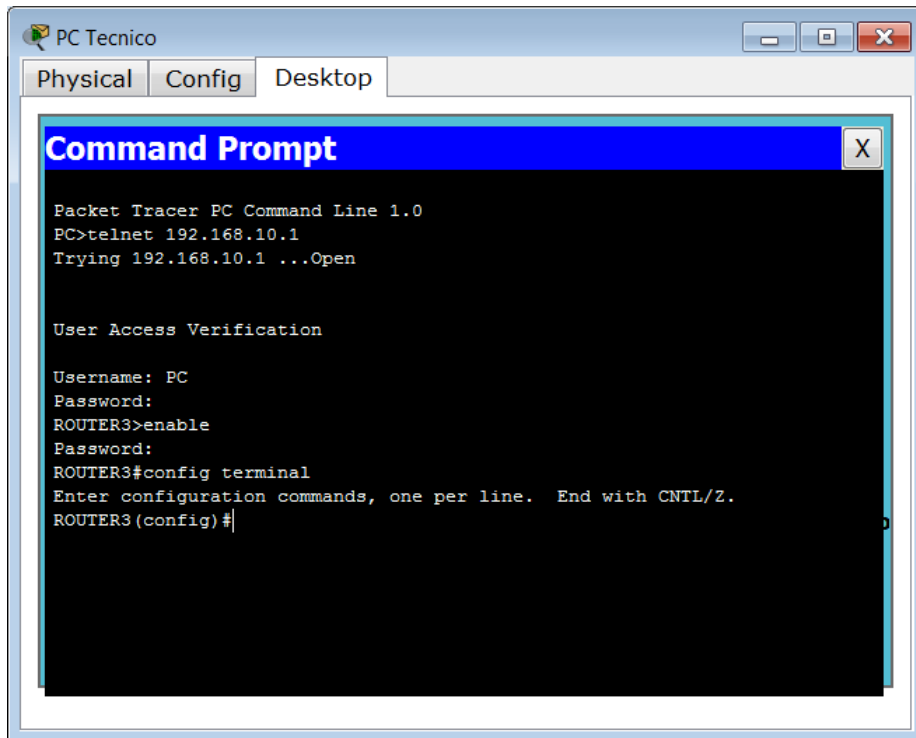 PC Tecnico
Physical Config Desktop
Command Prompt X
Packet Tracer PC Command Line 1.0
PC>telnet 192.168.10.1
Trying 192.168.10.1 ...Open
User Access Verification
Username: PC
Password:
ROUTER3>enable
Password:
ROUTER3#config terminal
Enter configuration commands, one per line.  End with CNTL/Z.
ROUTER3(config)#